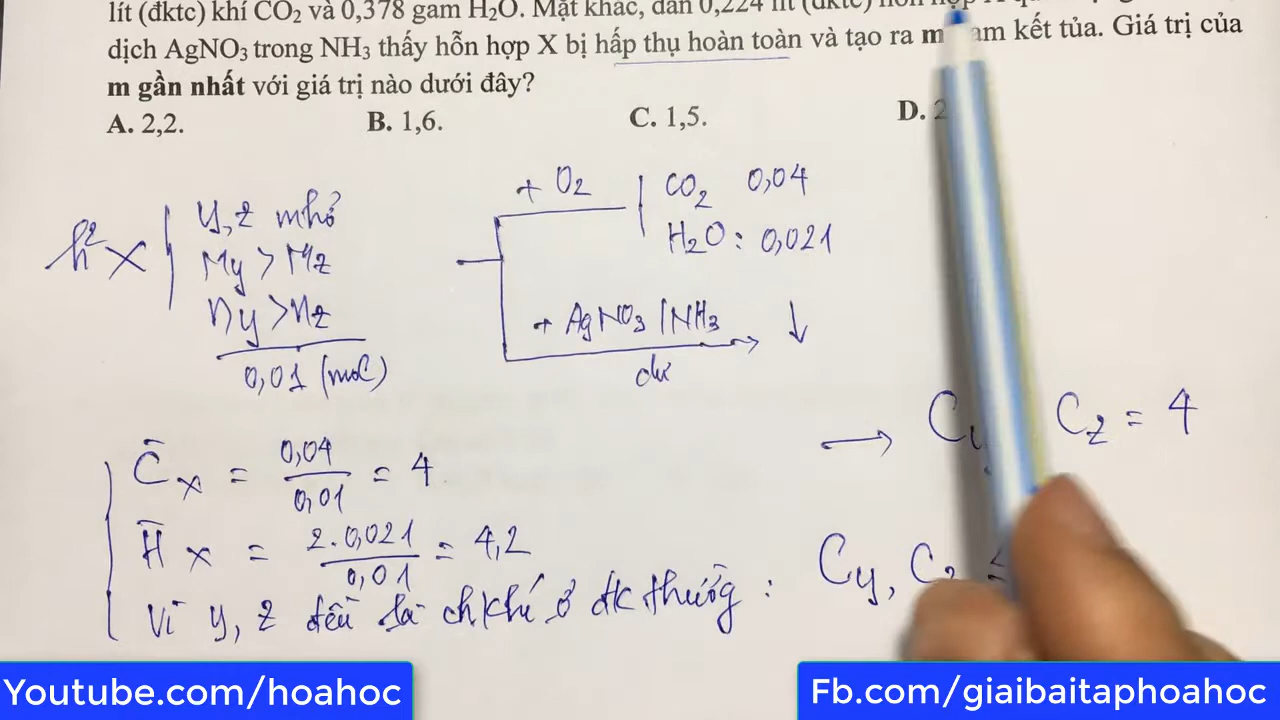 lít (đktc) khí CO₂ và 0,378 gam H₂O. Mặt khác, dẫn 0,224 lít (đktc) hỗn hợp
dịch AgNO₃ trong NH₃ thấy hỗn hợp X bị hấp thụ hoàn toàn và tạo ra m gam kết tủa. Giá trị của
m gần nhất với giá trị nào dưới đây?
A. 2,2. B. 1,6. C. 1,5. D. 2
h² X
y, z mhở
My > Mz
ny > nz
0,01 (mol)
+ O₂
CO₂ 0,04
H₂O : 0,021
+ AgNO₃ / NH₃
dư
↓
C̄ₓ = 0,04 / 0,01 = 4
H̄ₓ = 2.0,021 / 0,01 = 4,2
Vì y, z đều là chkhí ở đk thường : Cy, Cz
→ C Cz = 4
Youtube.com/hoahoc
Fb.com/giaibaitaphoahoc